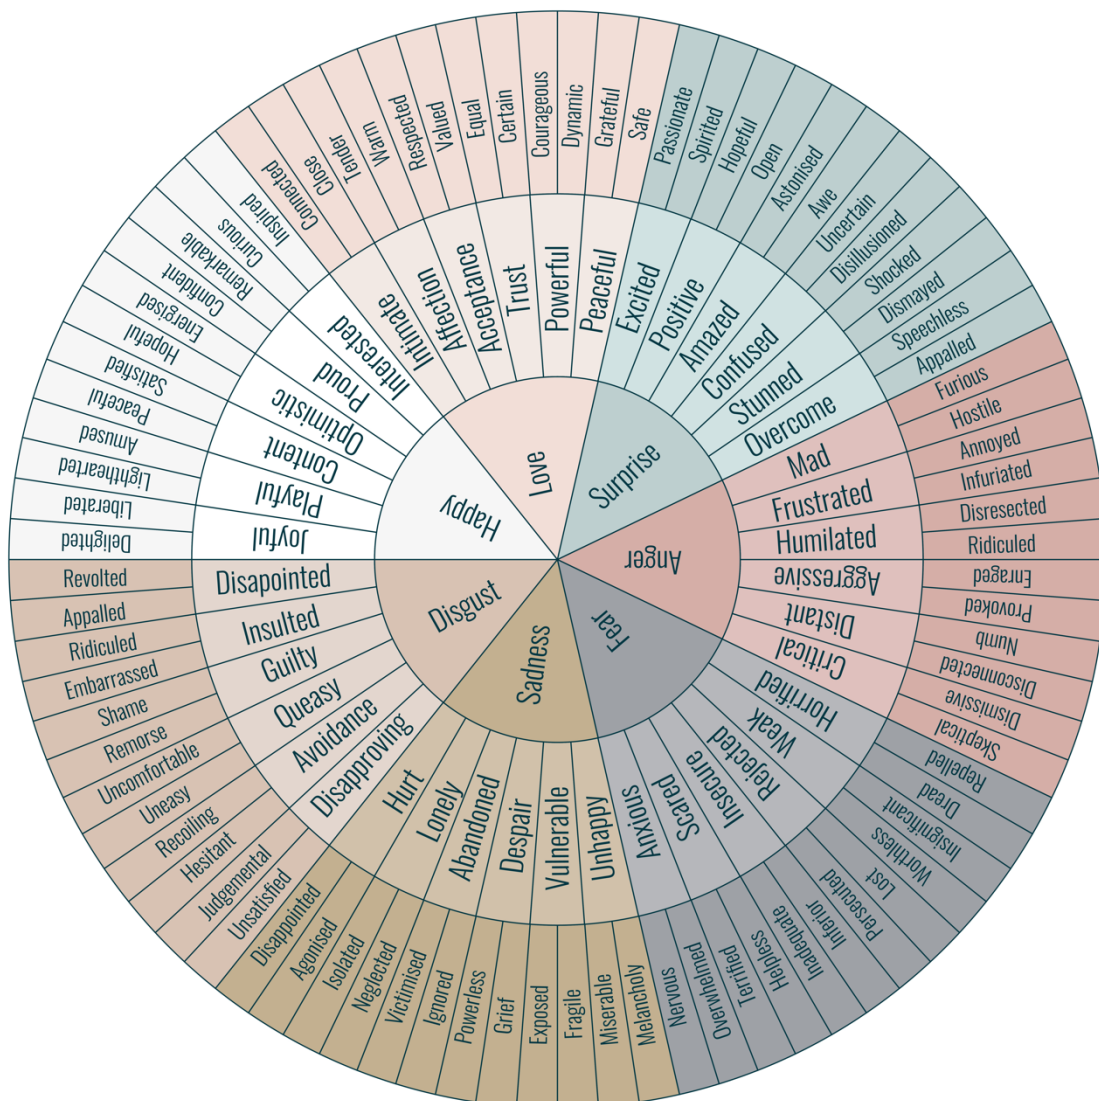 Love
Surprise
Anger
Fear
Sadness
Disgust
Happy
Intimate
Affection
Acceptance
Trust
Powerful
Peaceful
Excited
Positive
Amazed
Confused
Stunned
Overcome
Mad
Frustrated
Humilated
Aggressive
Distant
Critical
Horrified
Weak
Rejected
Insecure
Scared
Anxious
Unhappy
Vulnerable
Despair
Abandoned
Lonely
Hurt
Disapproving
Avoidance
Queasy
Guilty
Insulted
Disapointed
Joyful
Playful
Content
Optimistic
Proud
Interested
Connected
Close
Tender
Warm
Respected
Valued
Equal
Certain
Courageous
Dynamic
Grateful
Safe
Passionate
Spirited
Hopeful
Open
Astonised
Awe
Uncertain
Disillusioned
Shocked
Dismayed
Speechless
Appalled
Furious
Hostile
Annoyed
Infuriated
Disresected
Ridiculed
Enraged
Provoked
Numb
Disconnected
Dismissive
Skeptical
Repelled
Dread
Insignificant
Worthless
Lost
Persecuted
Inferior
Inadequate
Helpless
Terrified
Overwhelmed
Nervous
Melancholy
Miserable
Fragile
Exposed
Grief
Powerless
Ignored
Victimised
Neglected
Isolated
Agonised
Disappointed
Unsatisfied
Judgemental
Hesitant
Recoiling
Uneasy
Uncomfortable
Remorse
Shame
Embarrassed
Ridiculed
Appalled
Revolted
Delighted
Liberated
Lighthearted
Amused
Peaceful
Satisfied
Hopeful
Energised
Confident
Remarkable
Curious
Inspired